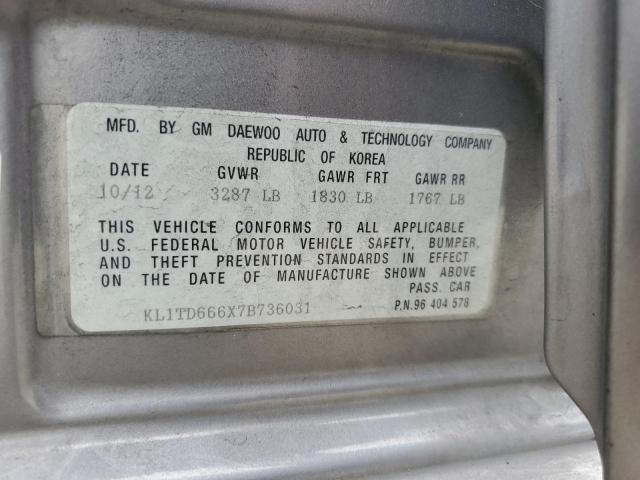 MFD. BY GM DAEWOO AUTO & TECHNOLOGY COMPANY
REPUBLIC OF KOREA
DATE GVWR GAWR FRT GAWR RR
10/12/ 3287 LB 1830 LB 1767 LB
THIS VEHICLE CONFORMS TO ALL APPLICABLE
U.S. FEDERAL MOTOR VEHICLE SAFETY, BUMPER,
AND THEFT PREVENTION STANDARDS IN EFFECT
ON THE DATE OF MANUFACTURE SHOWN ABOVE
PASS. CAR
KL1TD666X7B736031 P.N.96 404 578